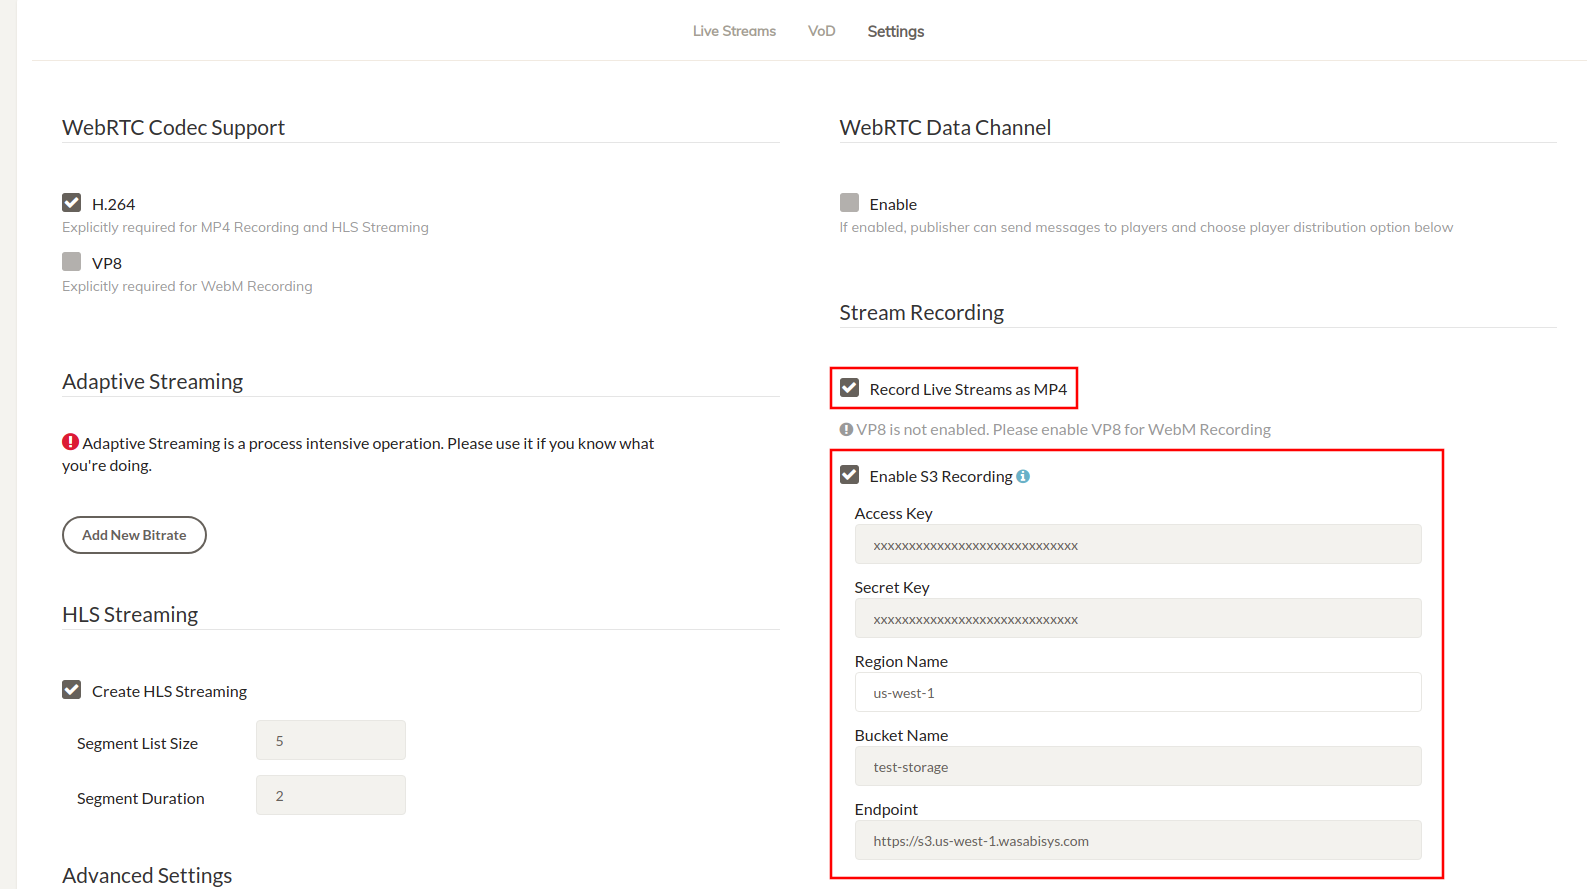 Live Streams VoD Settings
WebRTC Codec Support
H.264
Explicitly required for MP4 Recording and HLS Streaming
VP8
Explicitly required for WebM Recording
Adaptive Streaming
Adaptive Streaming is a process intensive operation. Please use it if you know what
you're doing.
Add New Bitrate
HLS Streaming
Create HLS Streaming
Segment List Size 5
Segment Duration 2
Advanced Settings
WebRTC Data Channel
Enable
If enabled, publisher can send messages to players and choose player distribution option below
Stream Recording
Record Live Streams as MP4
VP8 is not enabled. Please enable VP8 for WebM Recording
Enable S3 Recording
Access Key
xxxxxxxxxxxxxxxxxxxxxxxxxxxxx
Secret Key
xxxxxxxxxxxxxxxxxxxxxxxxxxxxx
Region Name
us-west-1
Bucket Name
test-storage
Endpoint
https://s3.us-west-1.wasabisys.com